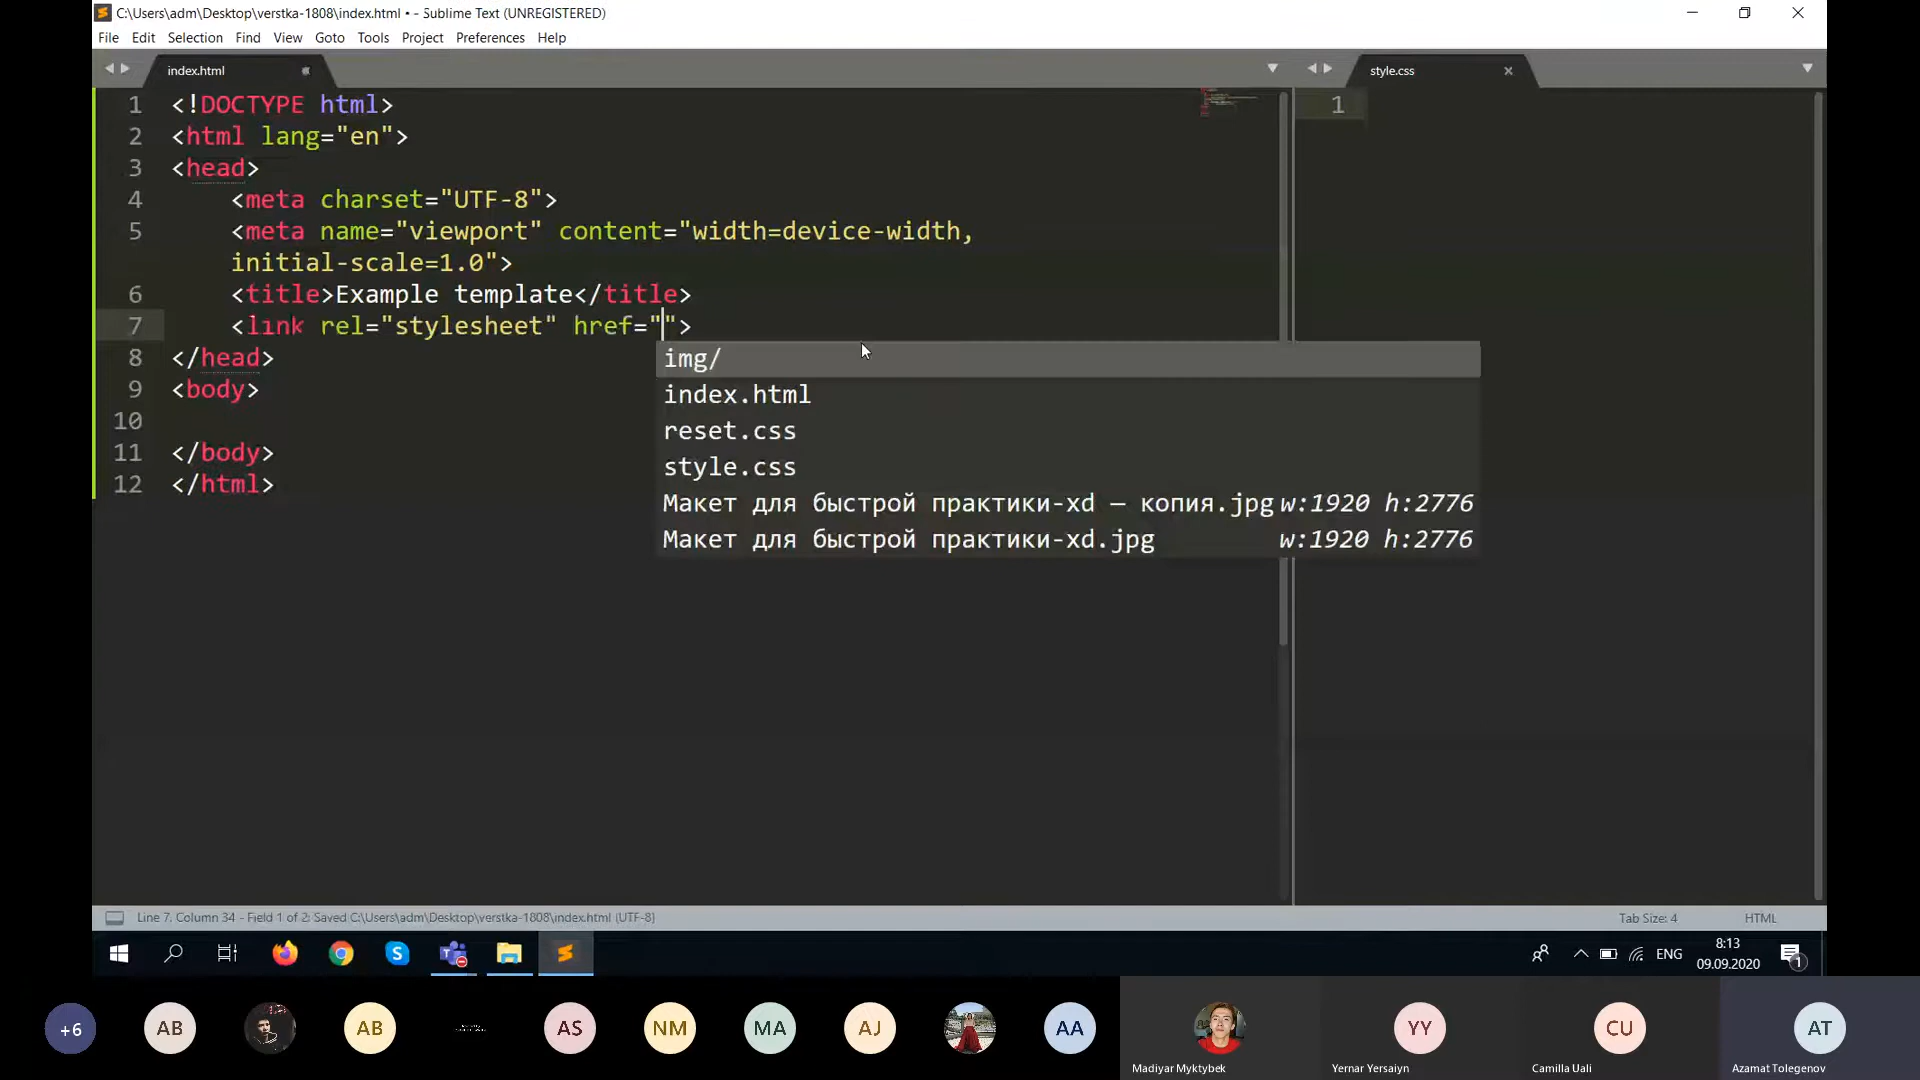 C:\Users\adm\Desktop\verstka-1808\index.html • - Sublime Text (UNREGISTERED)
File Edit Selection Find View Goto Tools Project Preferences Help
index.html
style.css
1 <!DOCTYPE html>
2 <html lang="en">
3 <head>
4 <meta charset="UTF-8">
5 <meta name="viewport" content="width=device-width,
initial-scale=1.0">
6 <title>Example template</title>
7 <link rel="stylesheet" href="">
8 </head>
9 <body>
10
11 </body>
12 </html>
img/
index.html
reset.css
style.css
Макет для быстрой практики-xd — копия.jpg w:1920 h:2776
Макет для быстрой практики-xd.jpg w:1920 h:2776
1
Line 7, Column 34 - Field 1 of 2; Saved C:\Users\adm\Desktop\verstka-1808\index.html (UTF-8)
Tab Size: 4 HTML
ENG
8:13
09.09.2020
1
+6 AB AB AS NM MA AJ AA YY CU AT
Madiyar Myktybek Yernar Yersaiyn Camilla Uali Azamat Tolegenov